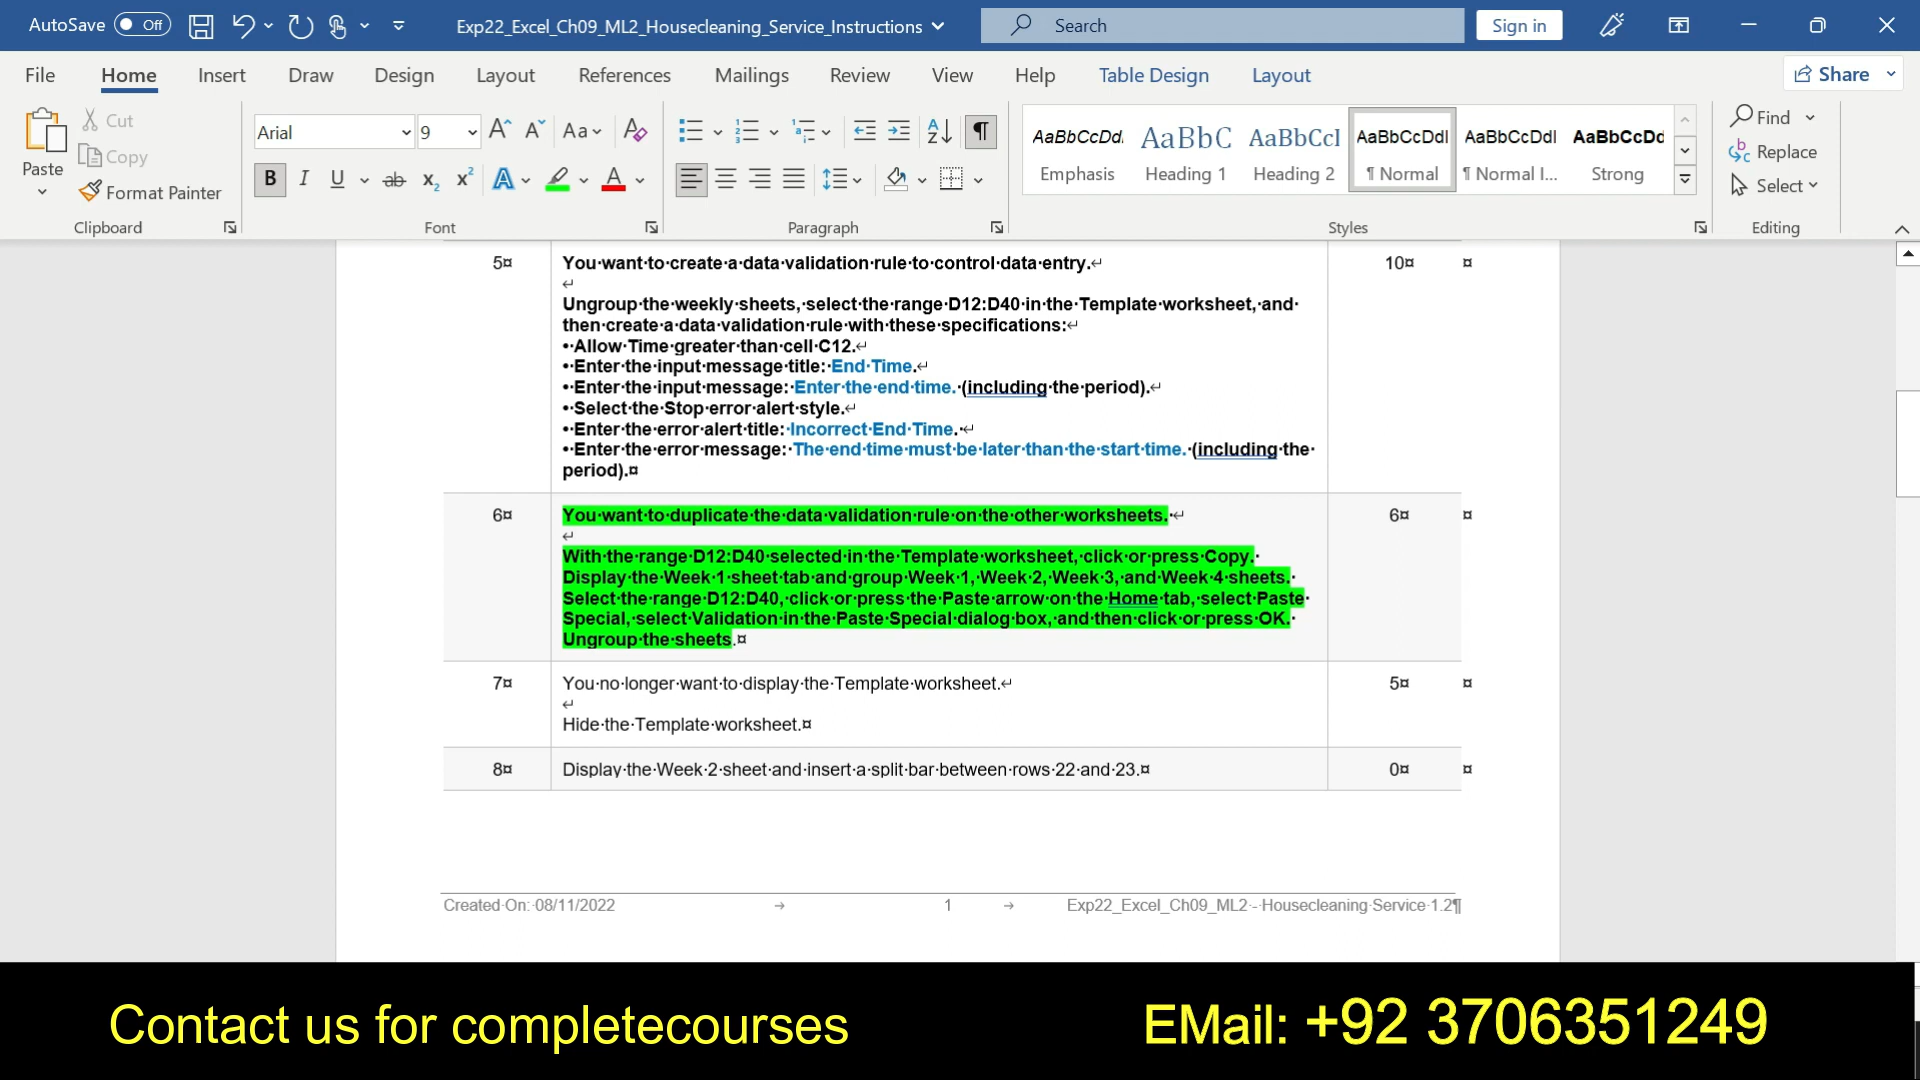 AutoSave Off Exp22_Excel_Ch09_ML2_Housecleaning_Service_Instructions Search Sign in
File Home Insert Draw Design Layout References Mailings Review View Help Table Design Layout Share
Paste Cut Copy Format Painter Clipboard
Arial 9 Aa B I U ab x₂ x² A A Font
Paragraph
AaBbCcDd Emphasis AaBbC Heading 1 AaBbCcI Heading 2 AaBbCcDdI ¶ Normal AaBbCcDdI ¶ Normal I... AaBbCcDd Strong Styles
Find Replace Select Editing
5¤ You·want·to·create·a·data·validation·rule·to·control·data·entry.↵ 10¤ ¤
↵
Ungroup·the·weekly·sheets,·select·the·range·D12:D40·in·the·Template·worksheet,·and·
then·create·a·data·validation·rule·with·these·specifications:↵
•·Allow·Time·greater·than·cell·C12.↵
•·Enter·the·input·message·title:·End·Time.↵
•·Enter·the·input·message:·Enter·the·end·time.·(including·the·period).↵
•·Select·the·Stop·error·alert·style.↵
•·Enter·the·error·alert·title:·Incorrect·End·Time.·↵
•·Enter·the·error·message:·The·end·time·must·be·later·than·the·start·time.·(including·the·
period).¤
6¤ You·want·to·duplicate·the·data·validation·rule·on·the·other·worksheets.·↵ 6¤ ¤
↵
With·the·range·D12:D40·selected·in·the·Template·worksheet,·click·or·press·Copy.·
Display·the·Week·1·sheet·tab·and·group·Week·1,·Week·2,·Week·3,·and·Week·4·sheets.·
Select·the·range·D12:D40,·click·or·press·the·Paste·arrow·on·the·Home·tab,·select·Paste·
Special,·select·Validation·in·the·Paste·Special·dialog·box,·and·then·click·or·press·OK.·
Ungroup·the·sheets.¤
7¤ You·no·longer·want·to·display·the·Template·worksheet.↵ 5¤ ¤
↵
Hide·the·Template·worksheet.¤
8¤ Display·the·Week·2·sheet·and·insert·a·split·bar·between·rows·22·and·23.¤ 0¤ ¤
Created·On:·08/11/2022 → 1 → Exp22_Excel_Ch09_ML2·-·Housecleaning·Service·1.2¶
Contact us for completecourses EMail: +92 3706351249